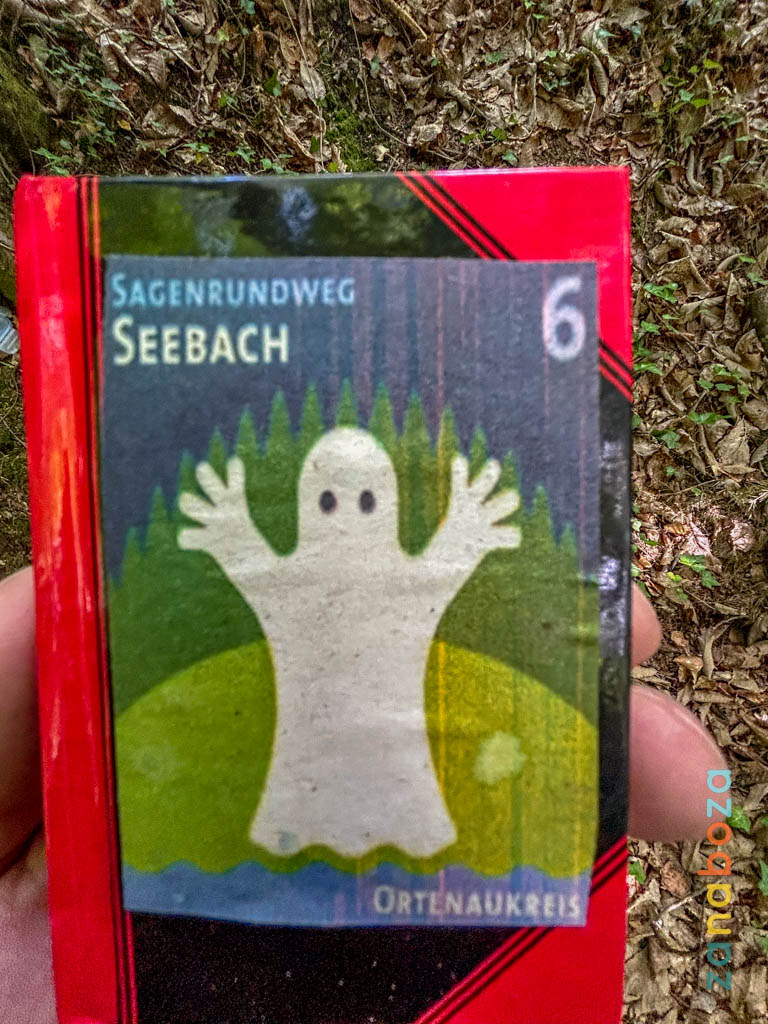 SAGENRUNDWEG
SEEBACH
6
ORTENAUKREIS
zanaboza